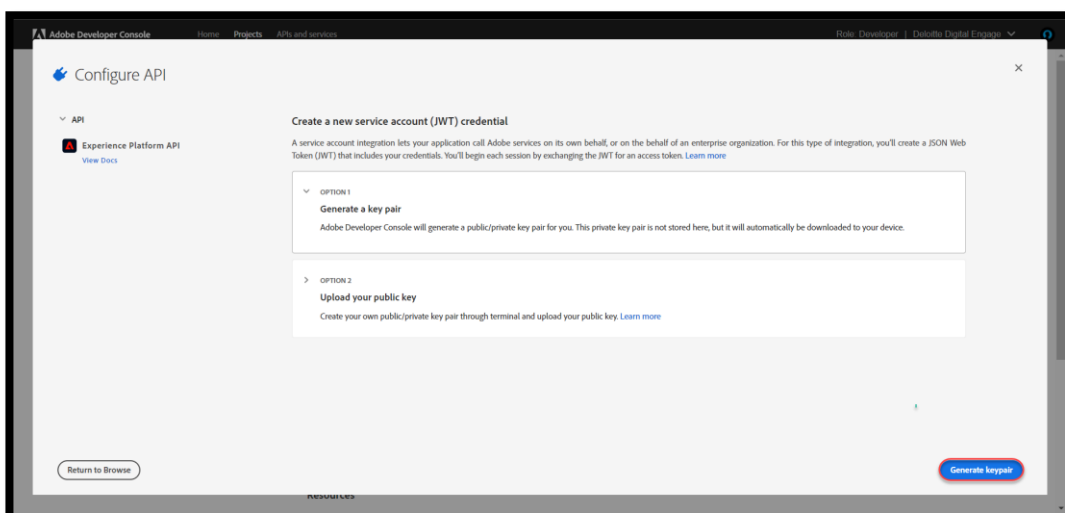 Adobe Developer Console Home Projects APIs and services Role: Developer | Deloitte Digital Engage
Configure API
API
Experience Platform API
View Docs
Create a new service account (JWT) credential
A service account integration lets your application call Adobe services on its own behalf, or on the behalf of an enterprise organization. For this type of integration, you'll create a JSON Web
Token (JWT) that includes your credentials. You'll begin each session by exchanging the JWT for an access token. Learn more
OPTION 1
Generate a key pair
Adobe Developer Console will generate a public/private key pair for you. This private key pair is not stored here, but it will automatically be downloaded to your device.
OPTION 2
Upload your public key
Create your own public/private key pair through terminal and upload your public key. Learn more
Return to Browse
Generate keypair
Resources